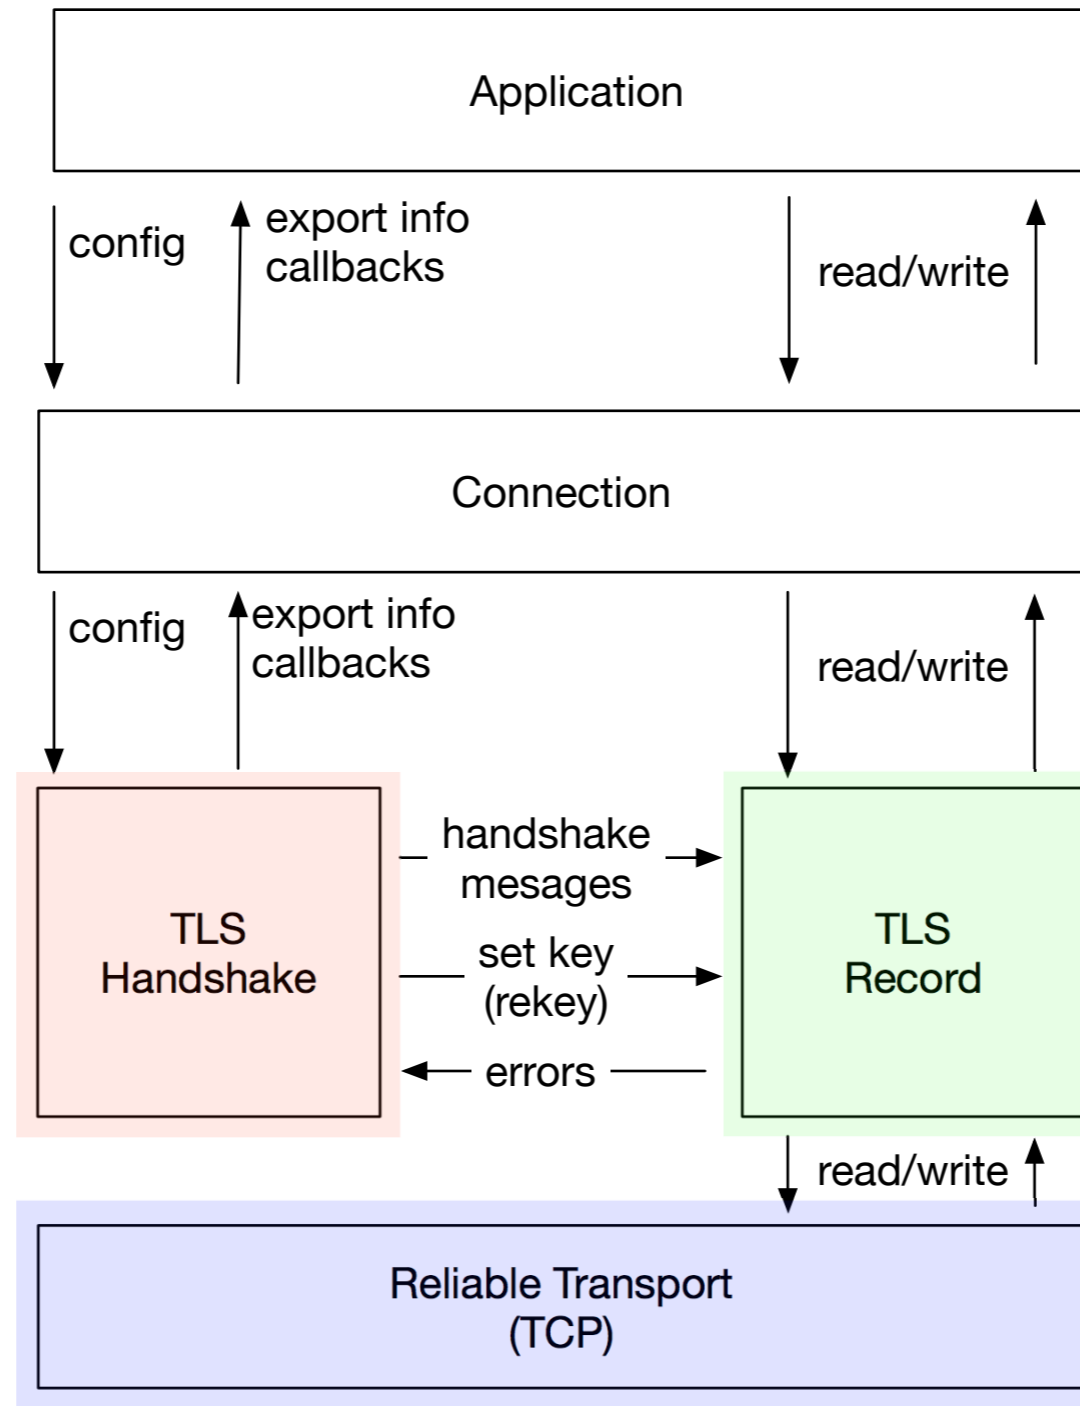 Application
config
export info
callbacks
read/write
Connection
config
export info
callbacks
read/write
TLS
Handshake
handshake
mesages
set key
(rekey)
errors
TLS
Record
read/write
Reliable Transport
(TCP)